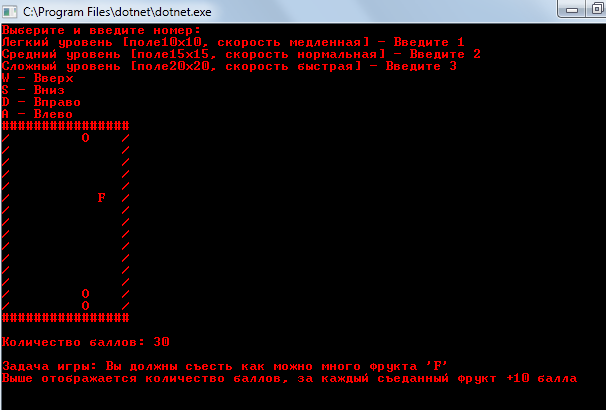 C:\Program Files\dotnet\dotnet.exe
Выберите и введите номер:
Легкий уровень [поле10x10, скорость медленная] - Введите 1
Средний уровень [поле15x15, скорость нормальная] - Введите 2
Сложный уровень [поле20x20, скорость быстрая] - Введите 3
W - Вверх
S - Вниз
D - Вправо
A - Влево
################
/         O    /
/              /
/              /
/              /
/              /
/           F  /
/              /
/              /
/              /
/              /
/              /
/              /
/              /
/         O    /
/         O    /
################
Количество баллов: 30
Задача игры: Вы должны съесть как можно много фрукта 'F'
Выше отображается количество баллов, за каждый съеданный фрукт +10 балла